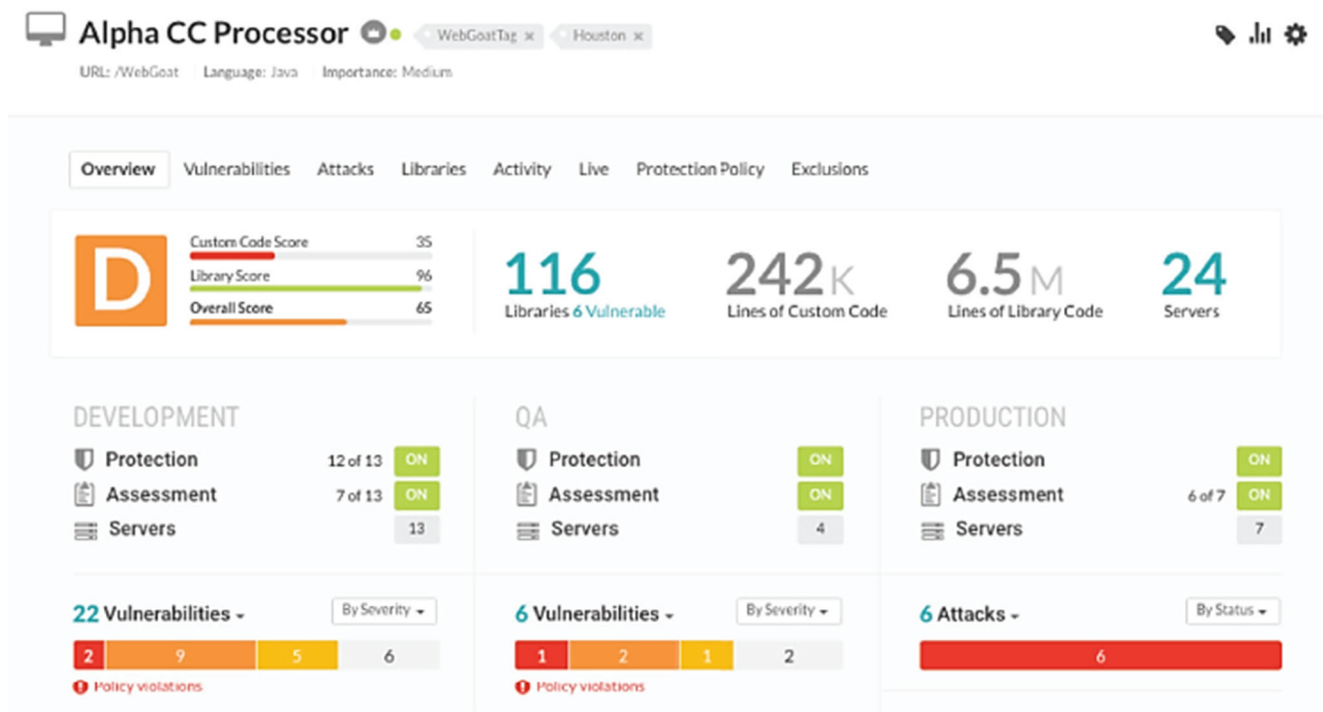 Alpha CC Processor WebGoatTag × Houston ×
URL: /WebGoat Language: Java Importance: Medium
Overview Vulnerabilities Attacks Libraries Activity Live Protection Policy Exclusions
D
Custom Code Score 35
Library Score 96
Overall Score 65
116
Libraries 6 Vulnerable
242K
Lines of Custom Code
6.5M
Lines of Library Code
24
Servers
DEVELOPMENT
Protection 12 of 13 ON
Assessment 7 of 13 ON
Servers 13
22 Vulnerabilities By Severity
2 9 5 6
Policy violations
QA
Protection ON
Assessment ON
Servers 4
6 Vulnerabilities By Severity
1 2 1 2
Policy violations
PRODUCTION
Protection ON
Assessment 6 of 7 ON
Servers 7
6 Attacks By Status
6